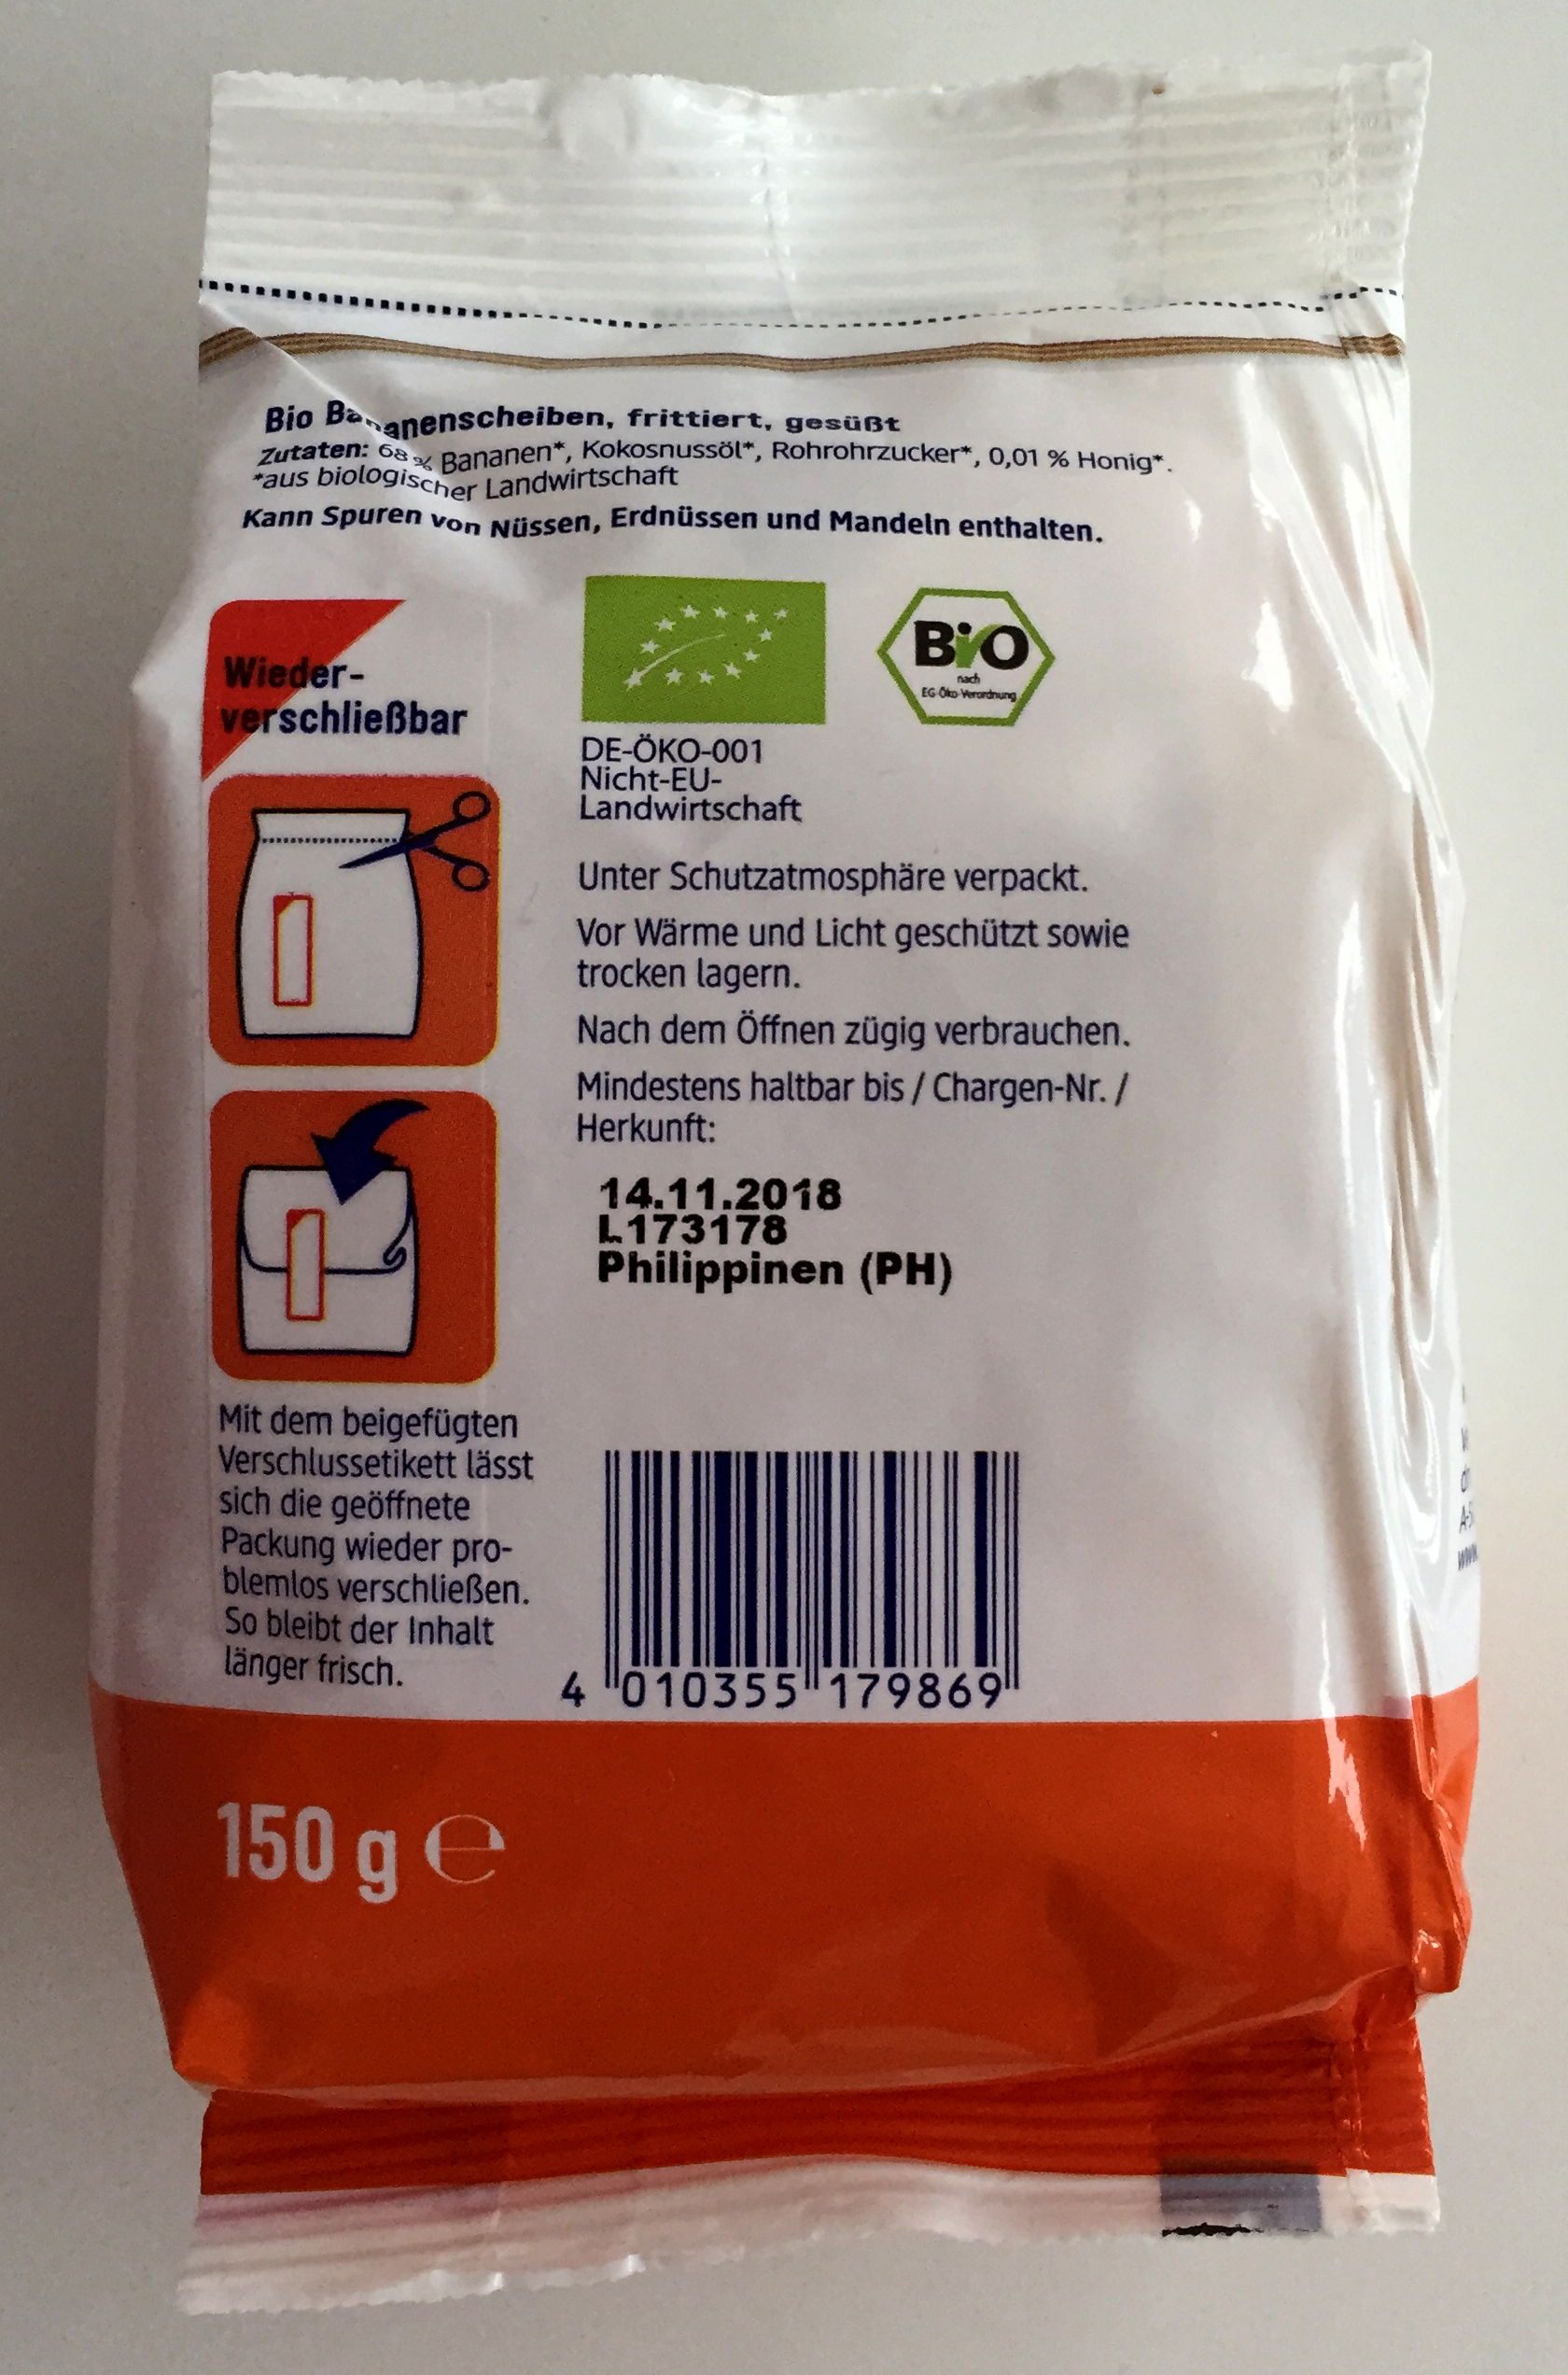 Bio Bananenscheiben, frittiert, gesüßt
Zutaten: 68 % Bananen*, Kokosnussöl*, Rohrohrzucker*, 0,01 % Honig*.
*aus biologischer Landwirtschaft
Kann Spuren von Nüssen, Erdnüssen und Mandeln enthalten.
Wieder-
verschließbar
Bio
nach
EG-Öko-Verordnung
DE-ÖKO-001
Nicht-EU-
Landwirtschaft
Unter Schutzatmosphäre verpackt.
Vor Wärme und Licht geschützt sowie
trocken lagern.
Nach dem Öffnen zügig verbrauchen.
Mindestens haltbar bis / Chargen-Nr. /
Herkunft:
14.11.2018
L173178
Philippinen (PH)
Mit dem beigefügten
Verschlussetikett lässt
sich die geöffnete
Packung wieder pro-
blemlos verschließen.
So bleibt der Inhalt
länger frisch.
4 010355 179869
150 g ℮